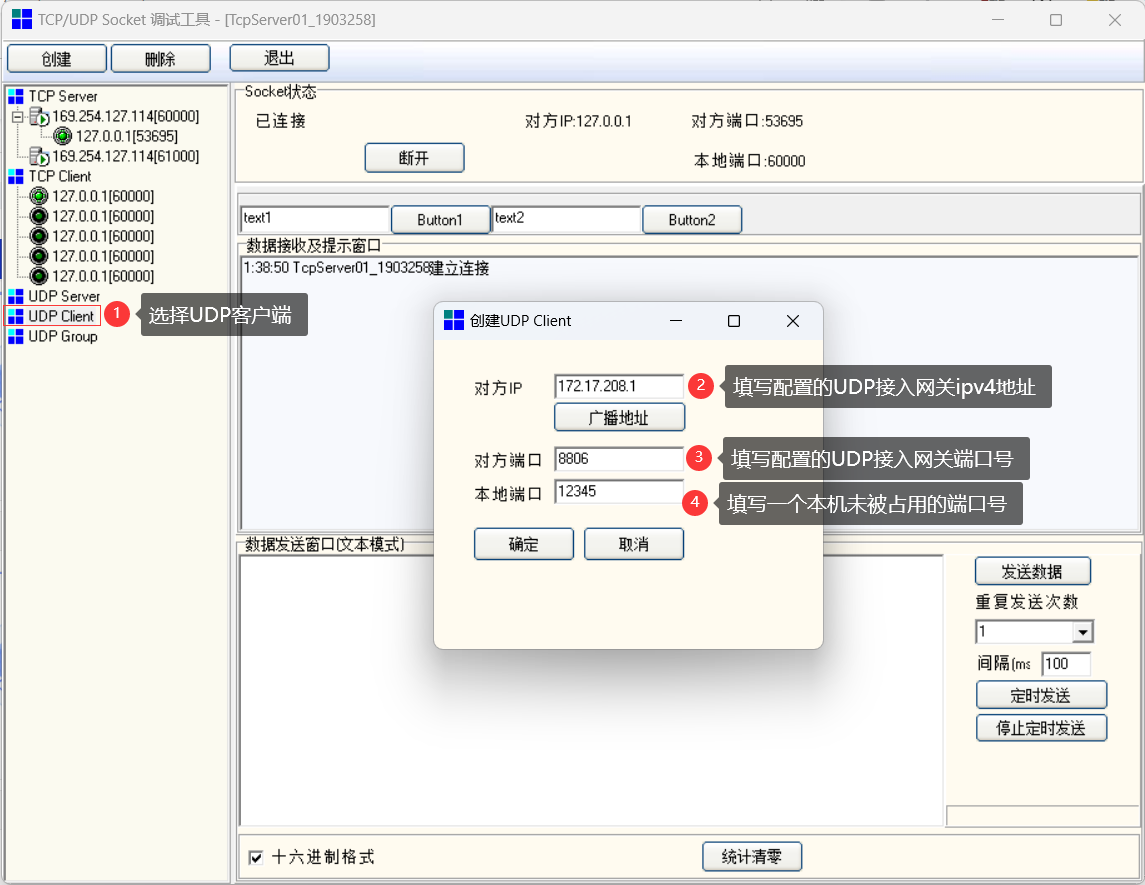 TCP/UDP Socket 调试工具 - [TcpServer01_1903258]
创建
删除
退出
TCP Server
169.254.127.114[60000]
127.0.0.1[53695]
169.254.127.114[61000]
TCP Client
127.0.0.1[60000]
127.0.0.1[60000]
127.0.0.1[60000]
127.0.0.1[60000]
127.0.0.1[60000]
UDP Server
UDP Client
1
选择UDP客户端
UDP Group
Socket状态
已连接
对方IP:127.0.0.1
对方端口:53695
断开
本地端口:60000
text1
Button1
text2
Button2
数据接收及提示窗口
1:38:50 TcpServer01_1903258建立连接
创建UDP Client
对方IP
172.17.208.1
2
填写配置的UDP接入网关ipv4地址
广播地址
对方端口
8806
3
填写配置的UDP接入网关端口号
本地端口
12345
4
填写一个本机未被占用的端口号
确定
取消
数据发送窗口(文本模式)
发送数据
重复发送次数
1
间隔(ms
100
定时发送
停止定时发送
十六进制格式
统计清零